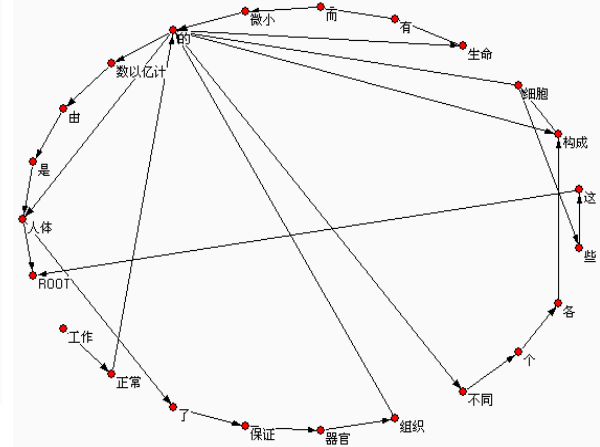 而
微小
有
的
生命
数以亿计
细胞
由
构成
是
这
人体
些
ROOT
各
工作
个
正常
不同
了
组织
保证
器官